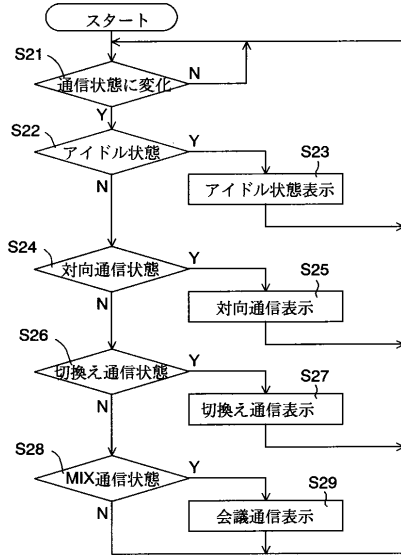 スタート
S21
通信状態に変化
N
Y
S22
アイドル状態
Y
S23
N
アイドル状態表示
S24
対向通信状態
Y
S25
N
対向通信表示
S26
切換え通信状態
Y
S27
N
切換え通信表示
S28
MIX通信状態
Y
S29
N
会議通信表示